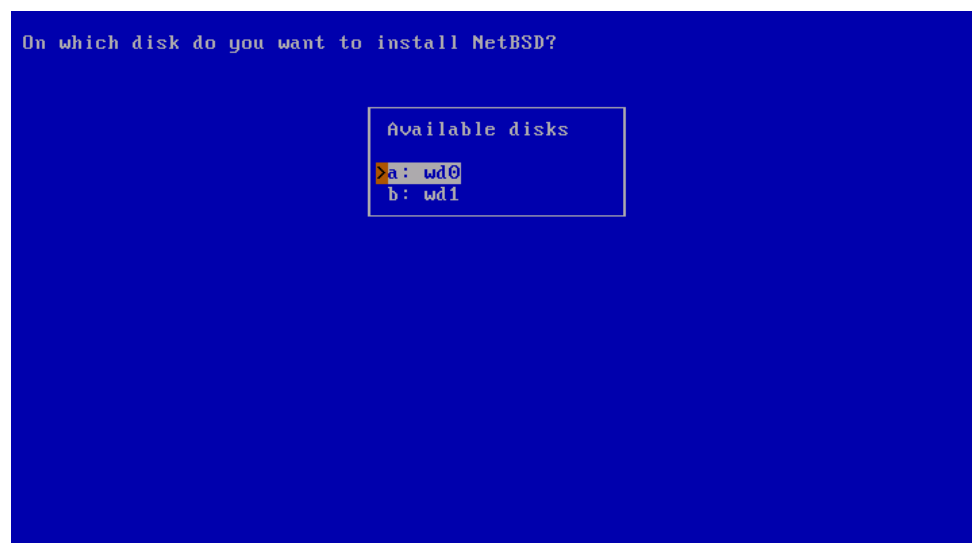 On which disk do you want to install NetBSD?
Available disks
>a: wd0
b: wd1